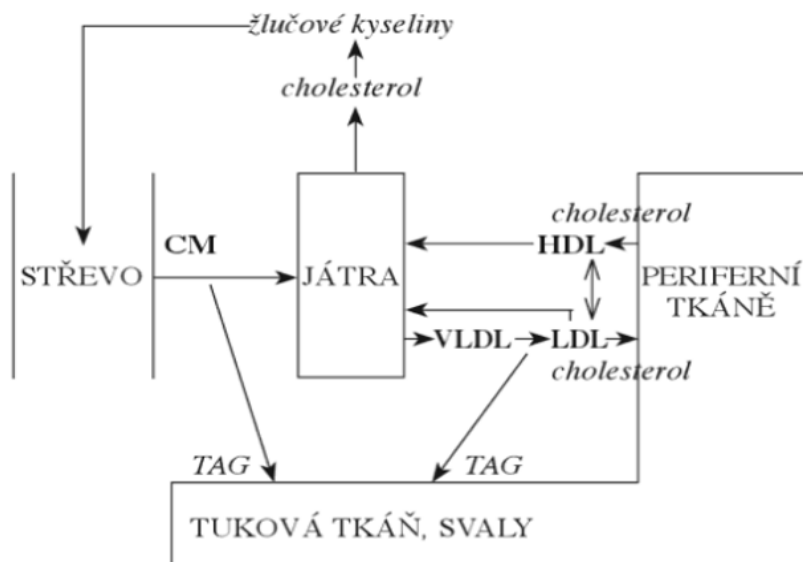 žlučové kyseliny
cholesterol
cholesterol
CM
HDL
STŘEVO
JÁTRA
PERIFERNÍ
TKÁNĚ
VLDL
LDL
cholesterol
TAG
TAG
TUKOVÁ TKÁŇ, SVALY